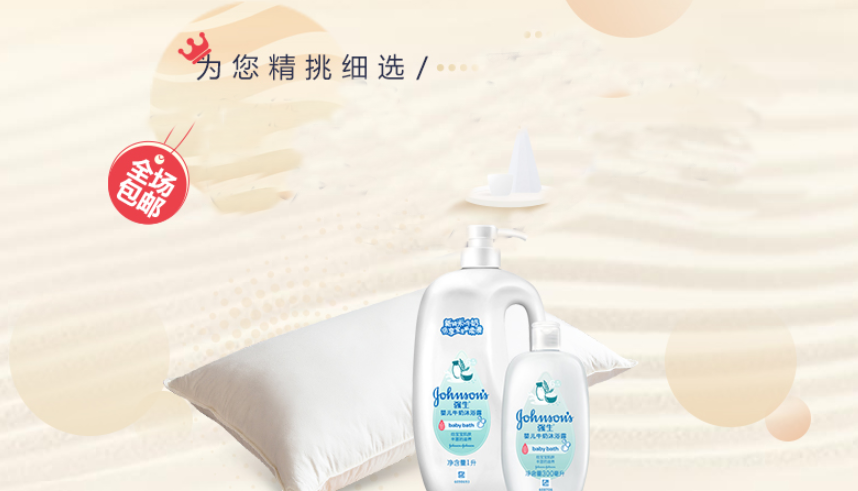 为您精挑细选/
全场
包邮
Johnson's
强生
婴儿牛奶沐浴露
baby bath
Johnson's
强生
婴儿牛奶沐浴露
baby bath
净含量1升
净含量300毫升